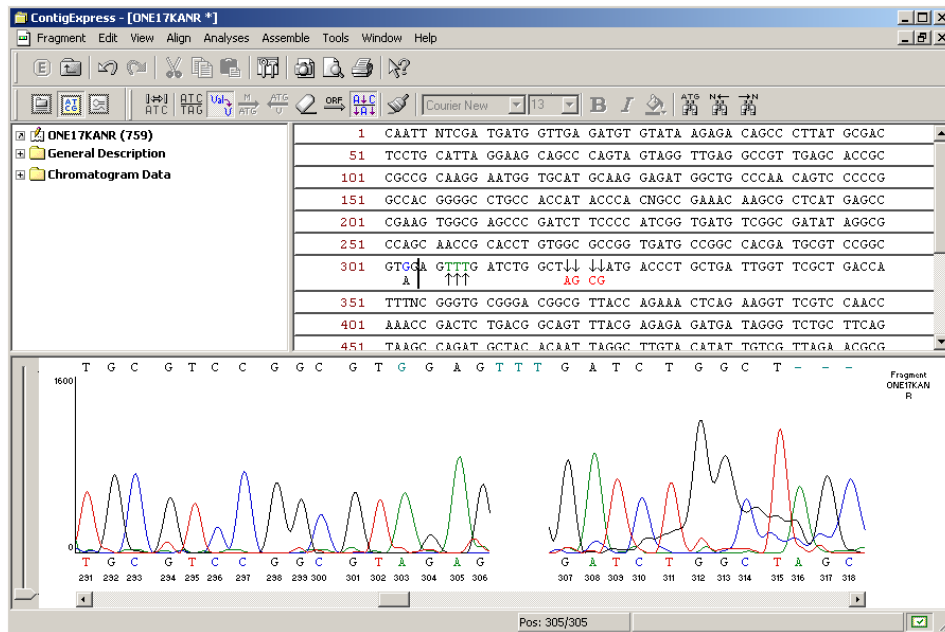 ContigExpress - [ONE17KANR *]
Fragment Edit View Align Analyses Assemble Tools Window Help
Courier New 13 B I ORF ATG N N
ONE17KANR (759)
General Description
Chromatogram Data
1 CAATT NTCGA TGATG GTTGA GATGT GTATA AGAGA CAGCC CTTAT GCGAC
51 TCCTG CATTA GGAAG CAGCC CAGTA GTAGG TTGAG GCCGT TGAGC ACCGC
101 CGCCG CAAGG AATGG TGCAT GCAAG GAGAT GGCTG CCCAA CAGTC CCCCG
151 GCCAC GGGGC CTGCC ACCAT ACCCA CNGCC GAAAC AAGCG CTCAT GAGCC
201 CGAAG TGGCG AGCCC GATCT TCCCC ATCGG TGATG TCGGC GATAT AGGCG
251 CCAGC AACCG CACCT GTGGC GCCGG TGATG CCGGC CACGA TGCGT CCGGC
301 GTGGA GTTTG ATCTG GCT↓↓ ↓↓ATG ACCCT GCTGA TTGGT TCGCT GACCA
A ↑↑↑ AG CG
351 TTTNC GGGTG CGGGA CGGCG TTACC AGAAA CTCAG AAGGT TCGTC CAACC
401 AAACC GACTC TGACG GCAGT TTACG AGAGA GATGA TAGGG TCTGC TTCAG
451 TAAGC CAGAT GCTAC ACAAT TAGGC TTGTA CATAT TGTCG TTAGA ACGCG
T G C G T C C G G C G T G G A G T T T G A T C T G G C T - - -
1600
Fragment
ONE17KAN
R
0
T G C G T C C G G C G T A G A G G A T C T G G C T A G C
291 292 293 294 295 296 297 298 299 300 301 302 303 304 305 306 307 308 309 310 311 312 313 314 315 316 317 318
Pos: 305/305